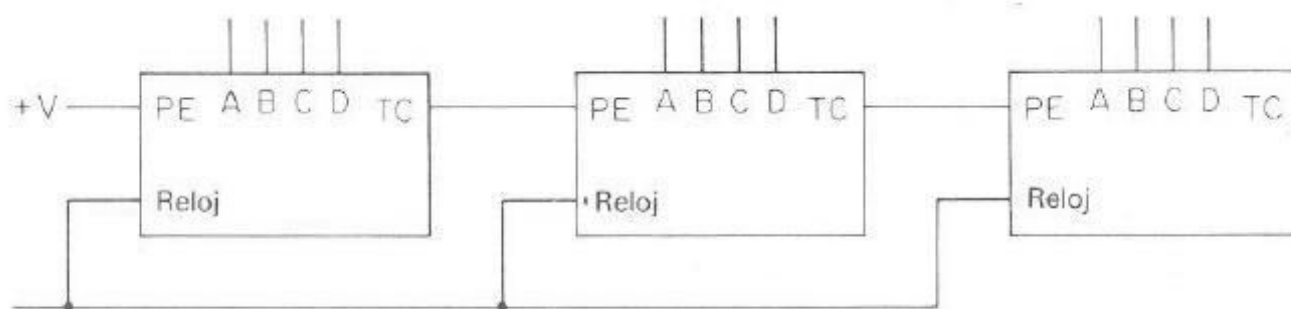 +V PE A B C D TC PE A B C D TC PE A B C D TC
Reloj Reloj Reloj